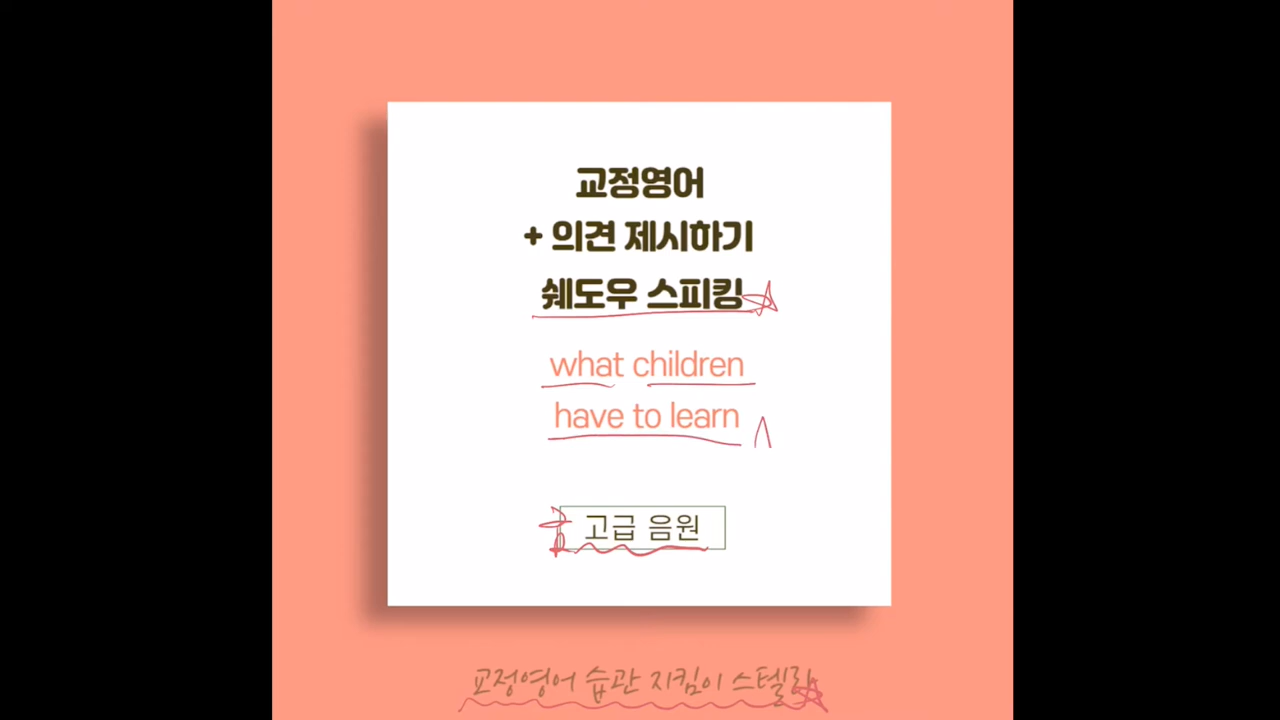 교정영어
+ 의견 제시하기
쉐도우 스피킹
what children
have to learn
고급 음원
교정영어 습관 지킴이 스텔라